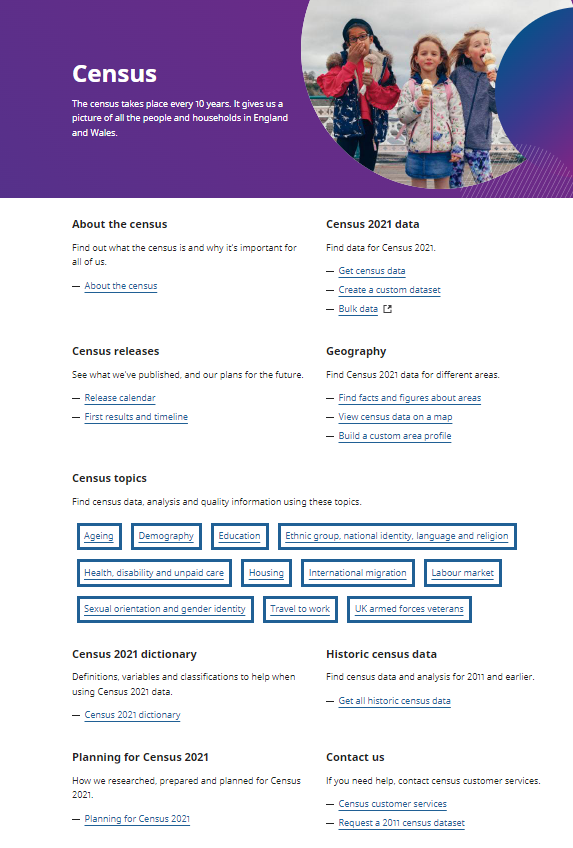 Census
The census takes place every 10 years. It gives us a
picture of all the people and households in England
and Wales.
About the census
Find out what the census is and why it's important for
all of us.
— About the census
Census 2021 data
Find data for Census 2021.
— Get census data
— Create a custom dataset
— Bulk data
Census releases
See what we've published, and our plans for the future.
— Release calendar
— First results and timeline
Geography
Find Census 2021 data for different areas.
— Find facts and figures about areas
— View census data on a map
— Build a custom area profile
Census topics
Find census data, analysis and quality information using these topics.
Ageing Demography Education Ethnic group, national identity, language and religion
Health, disability and unpaid care Housing International migration Labour market
Sexual orientation and gender identity Travel to work UK armed forces veterans
Census 2021 dictionary
Definitions, variables and classifications to help when
using Census 2021 data.
— Census 2021 dictionary
Historic census data
Find census data and analysis for 2011 and earlier.
— Get all historic census data
Planning for Census 2021
How we researched, prepared and planned for Census
2021.
— Planning for Census 2021
Contact us
If you need help, contact census customer services.
— Census customer services
— Request a 2011 census dataset